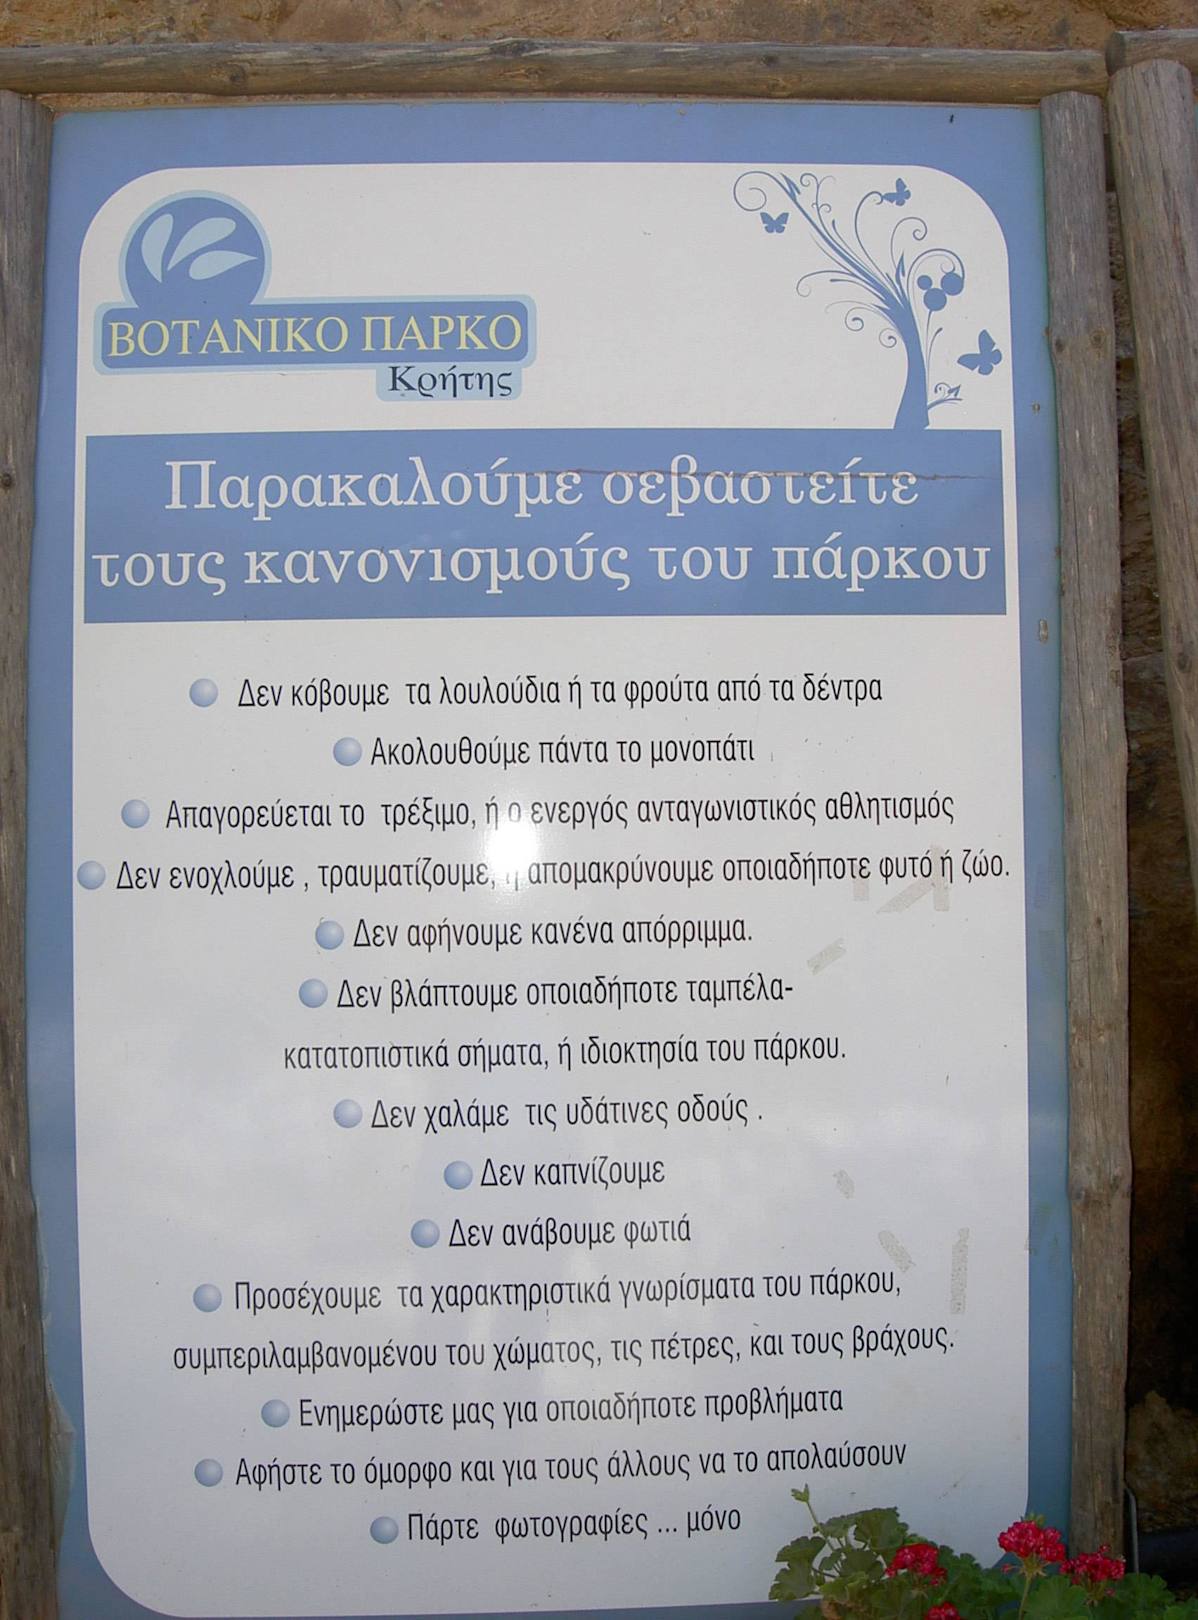 ΒΟΤΑΝΙΚΟ ΠΑΡΚΟ
Κρήτης
Παρακαλούμε σεβαστείτε
τους κανονισμούς του πάρκου
Δεν κόβουμε τα λουλούδια ή τα φρούτα από τα δέντρα
Ακολουθούμε πάντα το μονοπάτι
Απαγορεύεται το τρέξιμο, ή ο ενεργός ανταγωνιστικός αθλητισμός
Δεν ενοχλούμε , τραυματίζουμε, ή απομακρύνουμε οποιαδήποτε φυτό ή ζώο.
Δεν αφήνουμε κανένα απόρριμμα.
Δεν βλάπτουμε οποιαδήποτε ταμπέλα-
κατατοπιστικά σήματα, ή ιδιοκτησία του πάρκου.
Δεν χαλάμε τις υδάτινες οδούς .
Δεν καπνίζουμε
Δεν ανάβουμε φωτιά
Προσέχουμε τα χαρακτηριστικά γνωρίσματα του πάρκου,
συμπεριλαμβανομένου του χώματος, τις πέτρες, και τους βράχους.
Ενημερώστε μας για οποιαδήποτε προβλήματα
Αφήστε το όμορφο και για τους άλλους να το απολαύσουν
Πάρτε φωτογραφίες ... μόνο